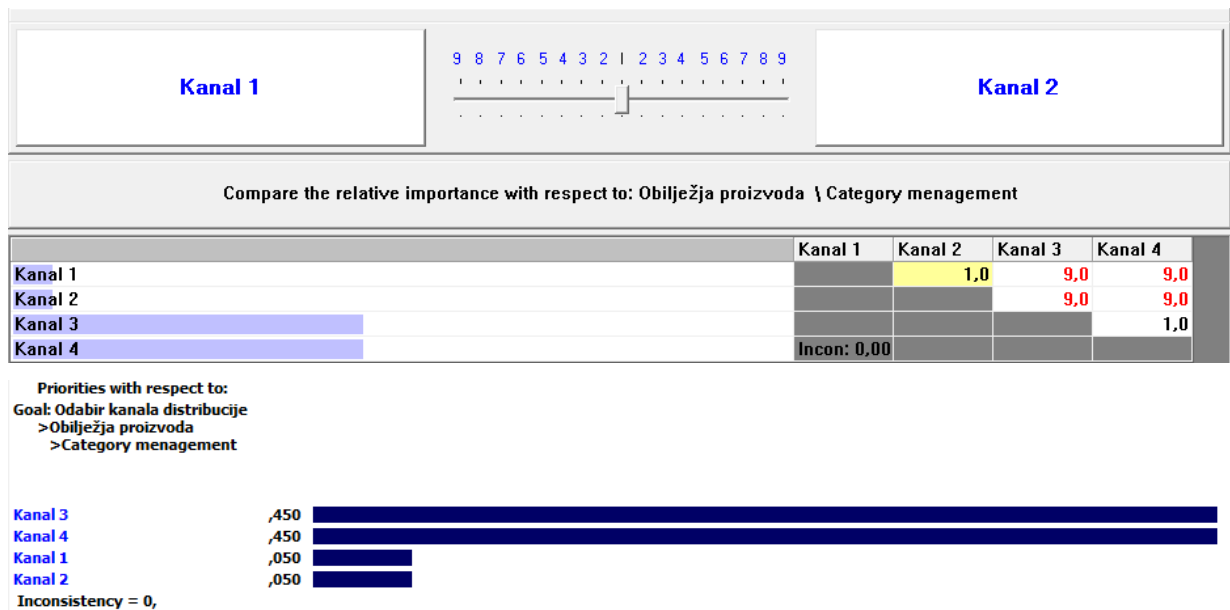 Kanal 1
9 8 7 6 5 4 3 2 1 2 3 4 5 6 7 8 9
Kanal 2
Compare the relative importance with respect to: Obilježja proizvoda \ Category menagement
Kanal 1 Kanal 2 Kanal 3 Kanal 4
Kanal 1 1,0 9,0 9,0
Kanal 2 9,0 9,0
Kanal 3 1,0
Kanal 4 Incon: 0,00
Priorities with respect to:
Goal: Odabir kanala distribucije
>Obilježja proizvoda
>Category menagement
Kanal 3 ,450
Kanal 4 ,450
Kanal 1 ,050
Kanal 2 ,050
Inconsistency = 0,